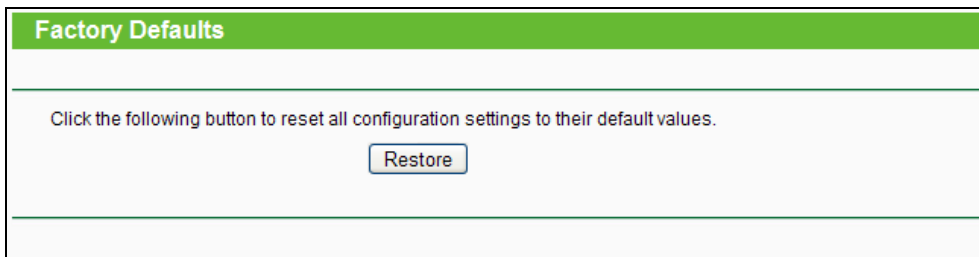 Factory Defaults
Click the following button to reset all configuration settings to their default values.
Restore